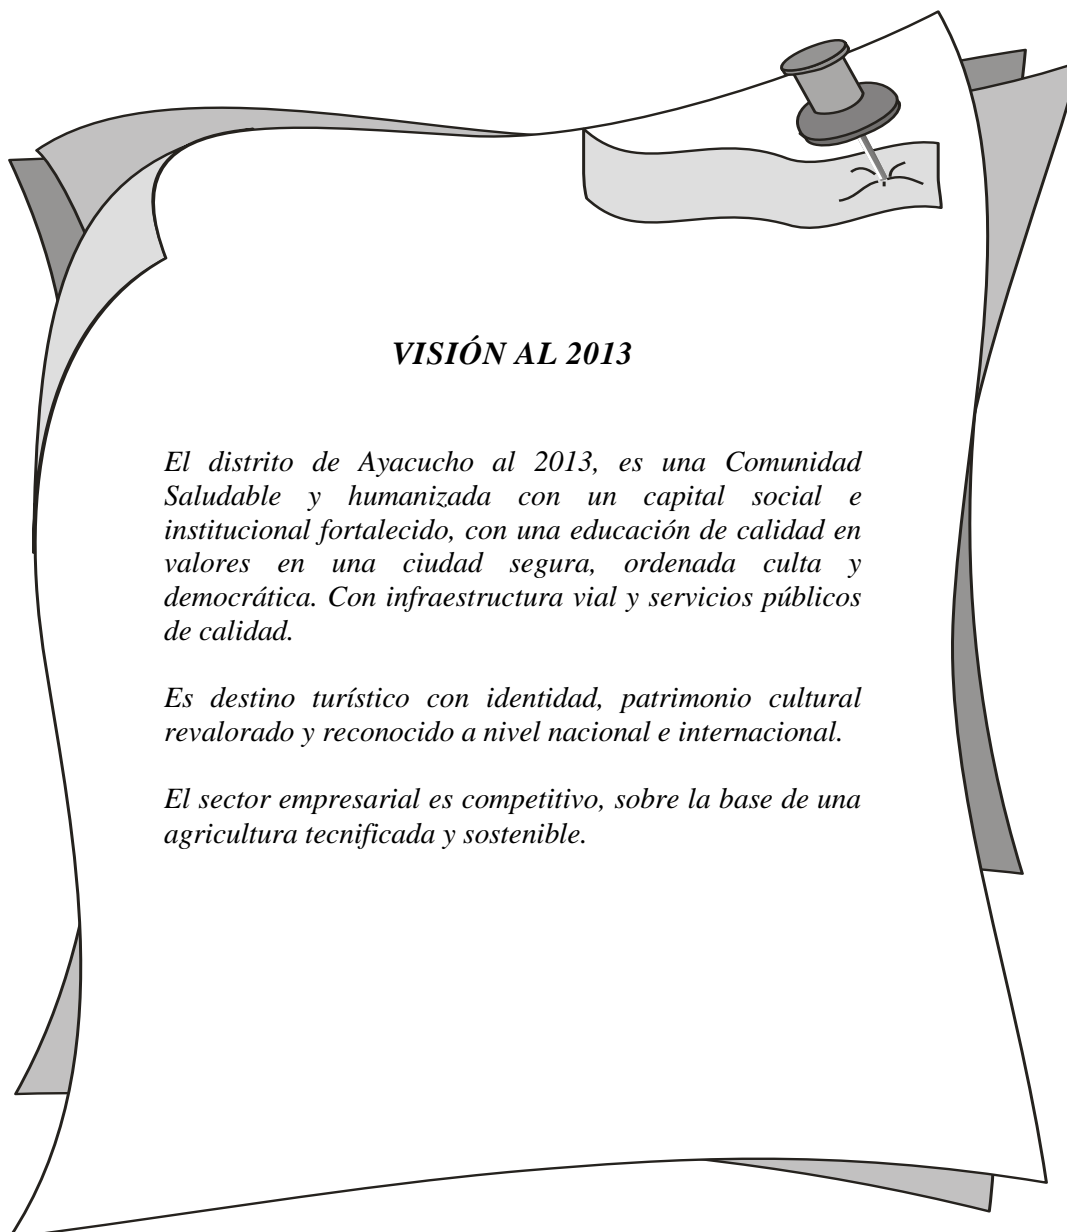 VISIÓN AL 2013
El distrito de Ayacucho al 2013, es una Comunidad
Saludable y humanizada con un capital social e
institucional fortalecido, con una educación de calidad en
valores en una ciudad segura, ordenada culta y
democrática. Con infraestructura vial y servicios públicos
de calidad.
Es destino turístico con identidad, patrimonio cultural
revalorado y reconocido a nivel nacional e internacional.
El sector empresarial es competitivo, sobre la base de una
agricultura tecnificada y sostenible.